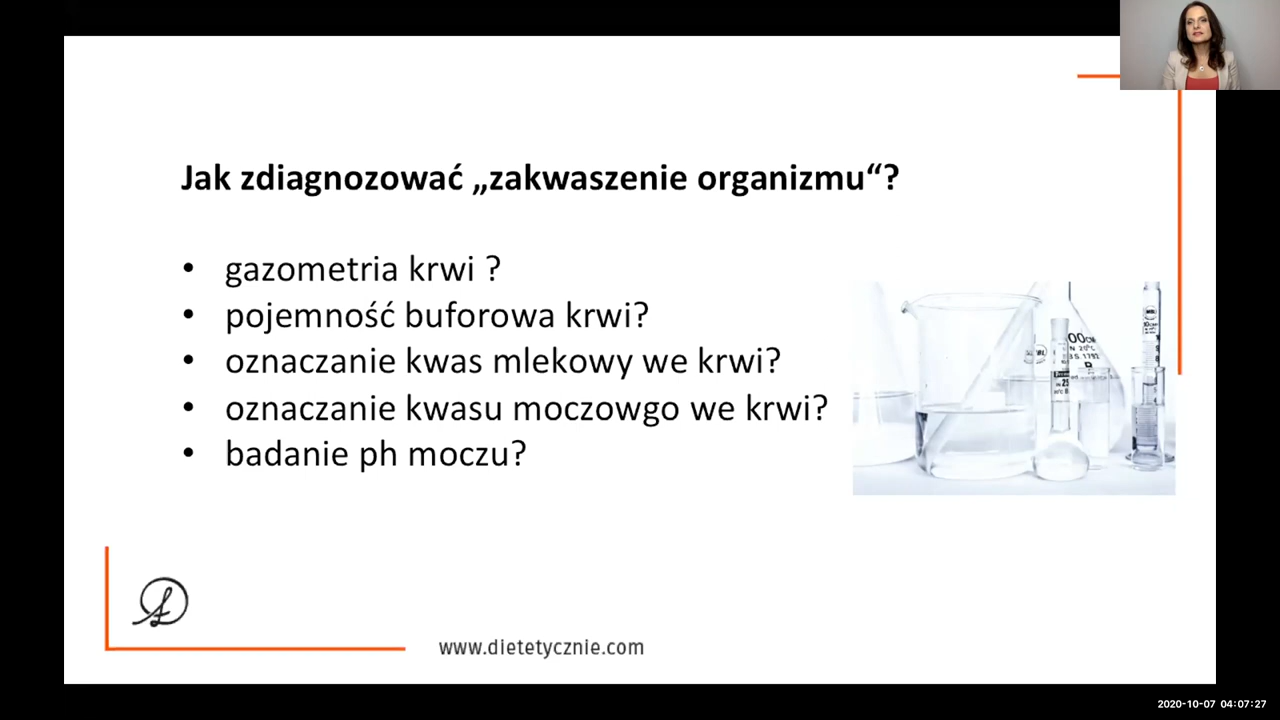 Jak zdiagnozować „zakwaszenie organizmu“?
• gazometria krwi ?
• pojemność buforowa krwi?
• oznaczanie kwas mlekowy we krwi?
• oznaczanie kwasu moczowgo we krwi?
• badanie ph moczu?
www.dietetycznie.com
2020-10-07 04:07:27